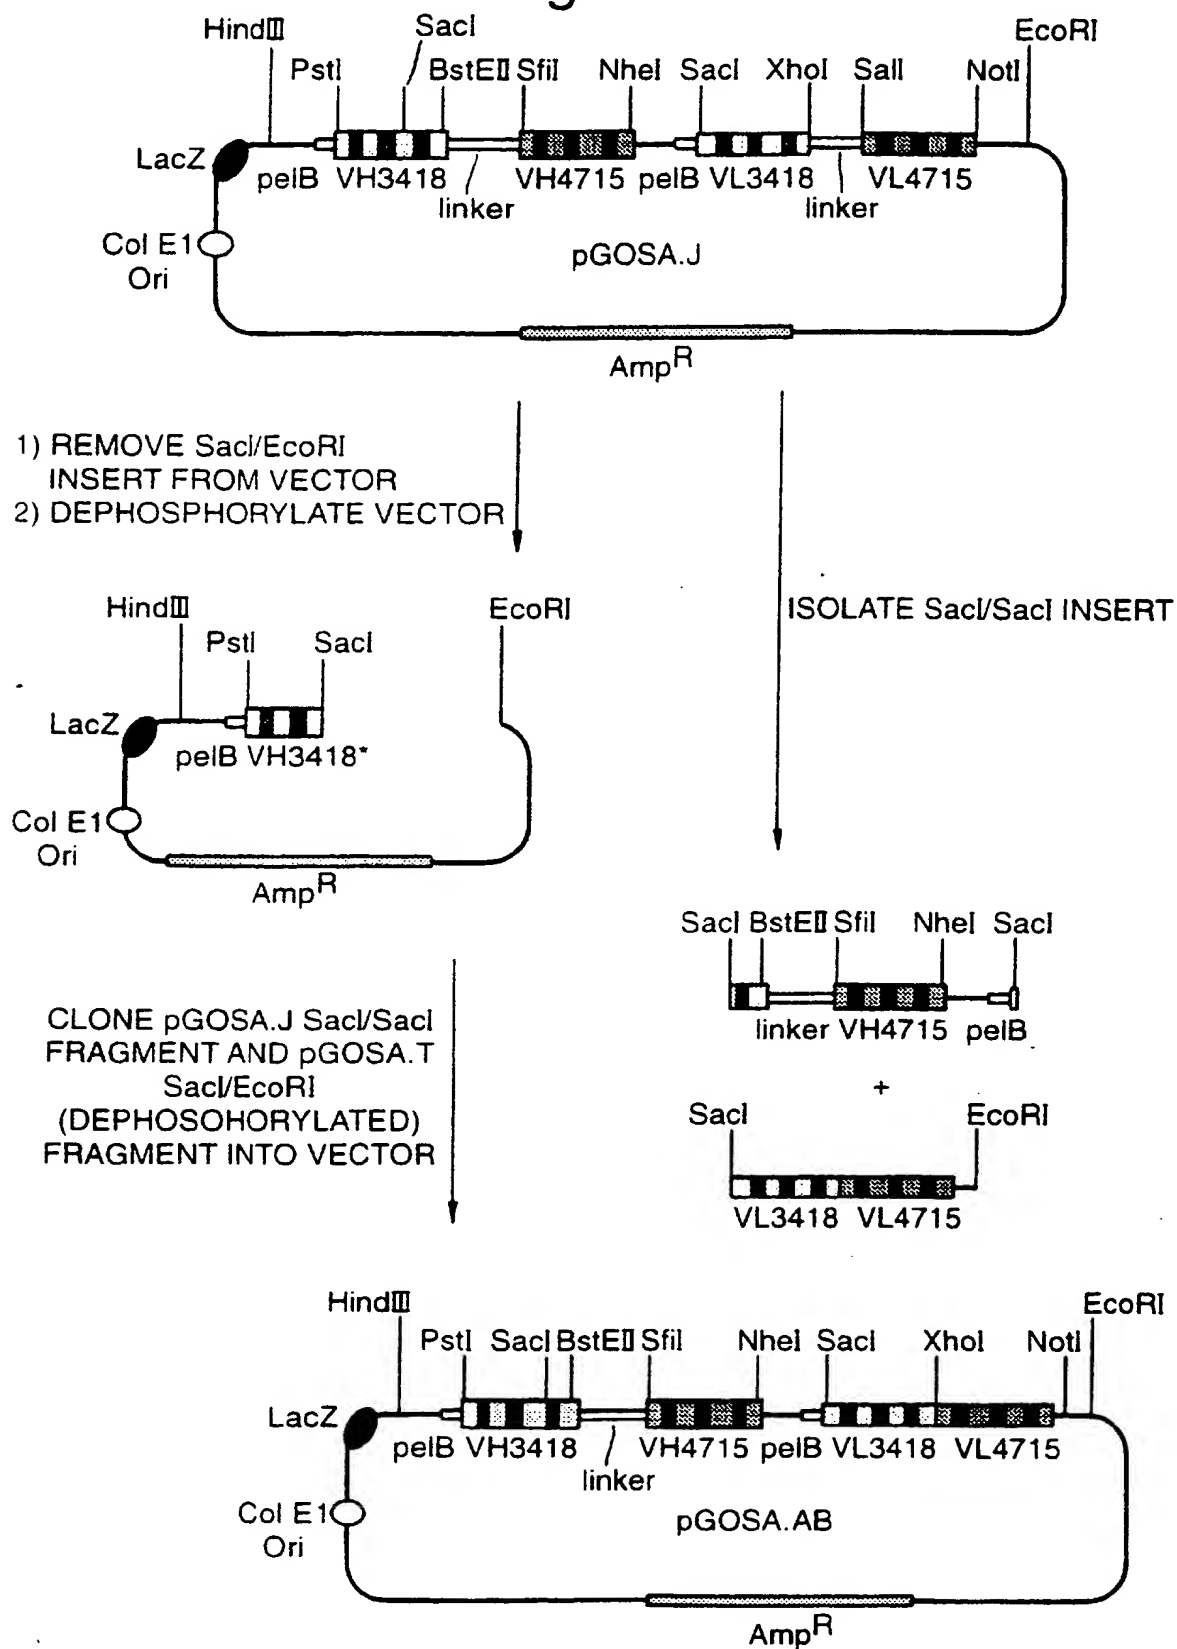 HindIII
SacI
EcoRI
PstI
BstEII SfiI
NheI
SacI
XhoI
SalI
NotI
LacZ
pelB
VH3418
VH4715
pelB
VL3418
VL4715
linker
linker
Col E1
Ori
pGOSA.J
AmpR
1) REMOVE SacI/EcoRI
INSERT FROM VECTOR
2) DEPHOSPHORYLATE VECTOR
ISOLATE SacI/SacI INSERT
HindIII
EcoRI
PstI
SacI
LacZ
pelB VH3418*
Col E1
Ori
AmpR
SacI BstEII SfiI NheI SacI
linker VH4715 pelB
+
SacI
EcoRI
VL3418 VL4715
CLONE pGOSA.J SacI/SacI
FRAGMENT AND pGOSA.T
SacI/EcoRI
(DEPHOSOHORYLATED)
FRAGMENT INTO VECTOR
HindIII
EcoRI
PstI SacI BstEII SfiI NheI SacI XhoI NotI
LacZ
pelB VH3418 VH4715 pelB VL3418 VL4715
linker
Col E1
Ori
pGOSA.AB
AmpR